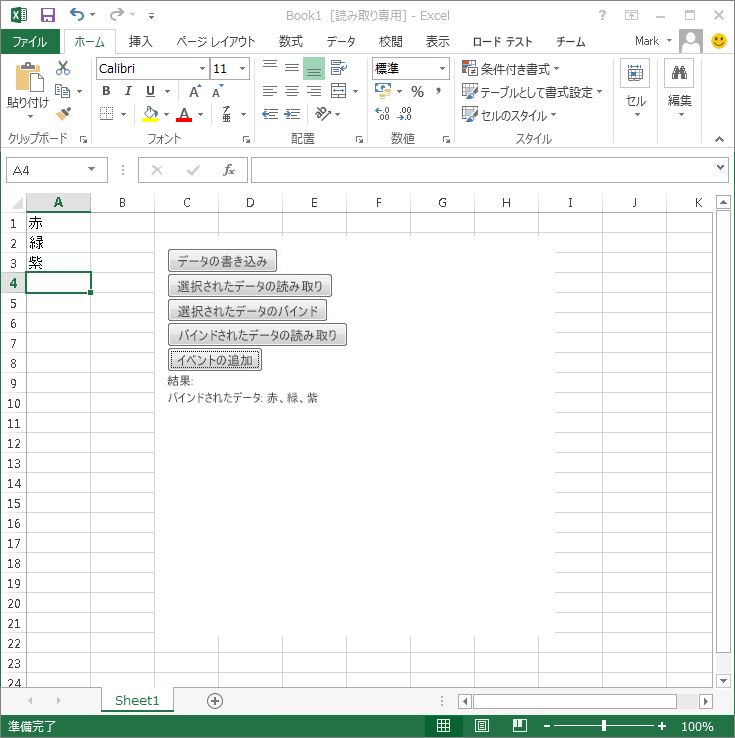 Book1 [読み取り専用] - Excel
ファイル ホーム 挿入 ページ レイアウト 数式 データ 校閲 表示 ロード テスト チーム Mark
貼り付け Calibri 11 標準 条件付き書式 セル 編集
B I U A A % テーブルとして書式設定
A 亜 .00 .0 セルのスタイル
クリップボード フォント 配置 数値 スタイル
A4 fx
A B C D E F G H I J K
1 赤
2 緑
3 紫 データの書き込み
4 選択されたデータの読み取り
5 選択されたデータのバインド
6
7 バインドされたデータの読み取り
8 イベントの追加
9 結果:
10 バインドされたデータ: 赤、緑、紫
11
12
13
14
15
16
17
18
19
20
21
22
23
24
Sheet1
準備完了 100%